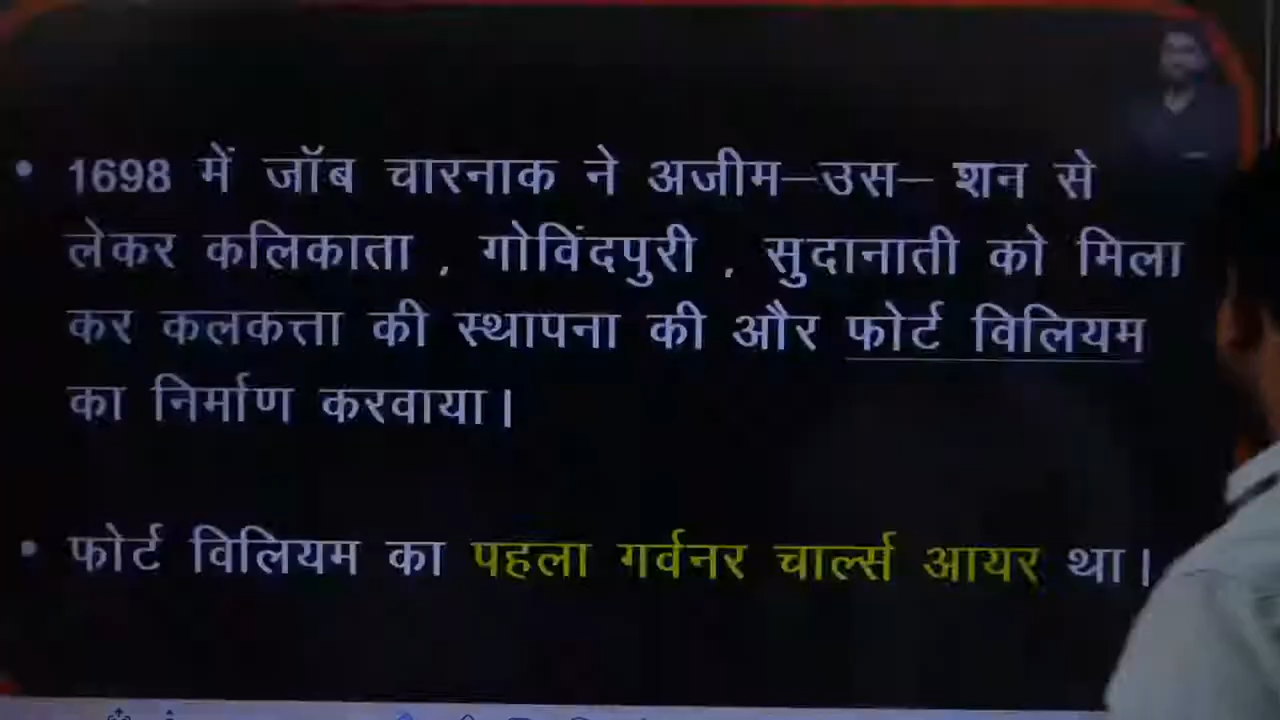 • 1698 में जॉब चारनाक ने अजीम–उस– शन से
लेकर कलिकाता , गोविंदपुरी , सुदानाती को मिला
कर कलकत्ता की स्थापना की और फोर्ट विलियम
का निर्माण करवाया।
• फोर्ट विलियम का पहला गर्वनर चार्ल्स आयर था।